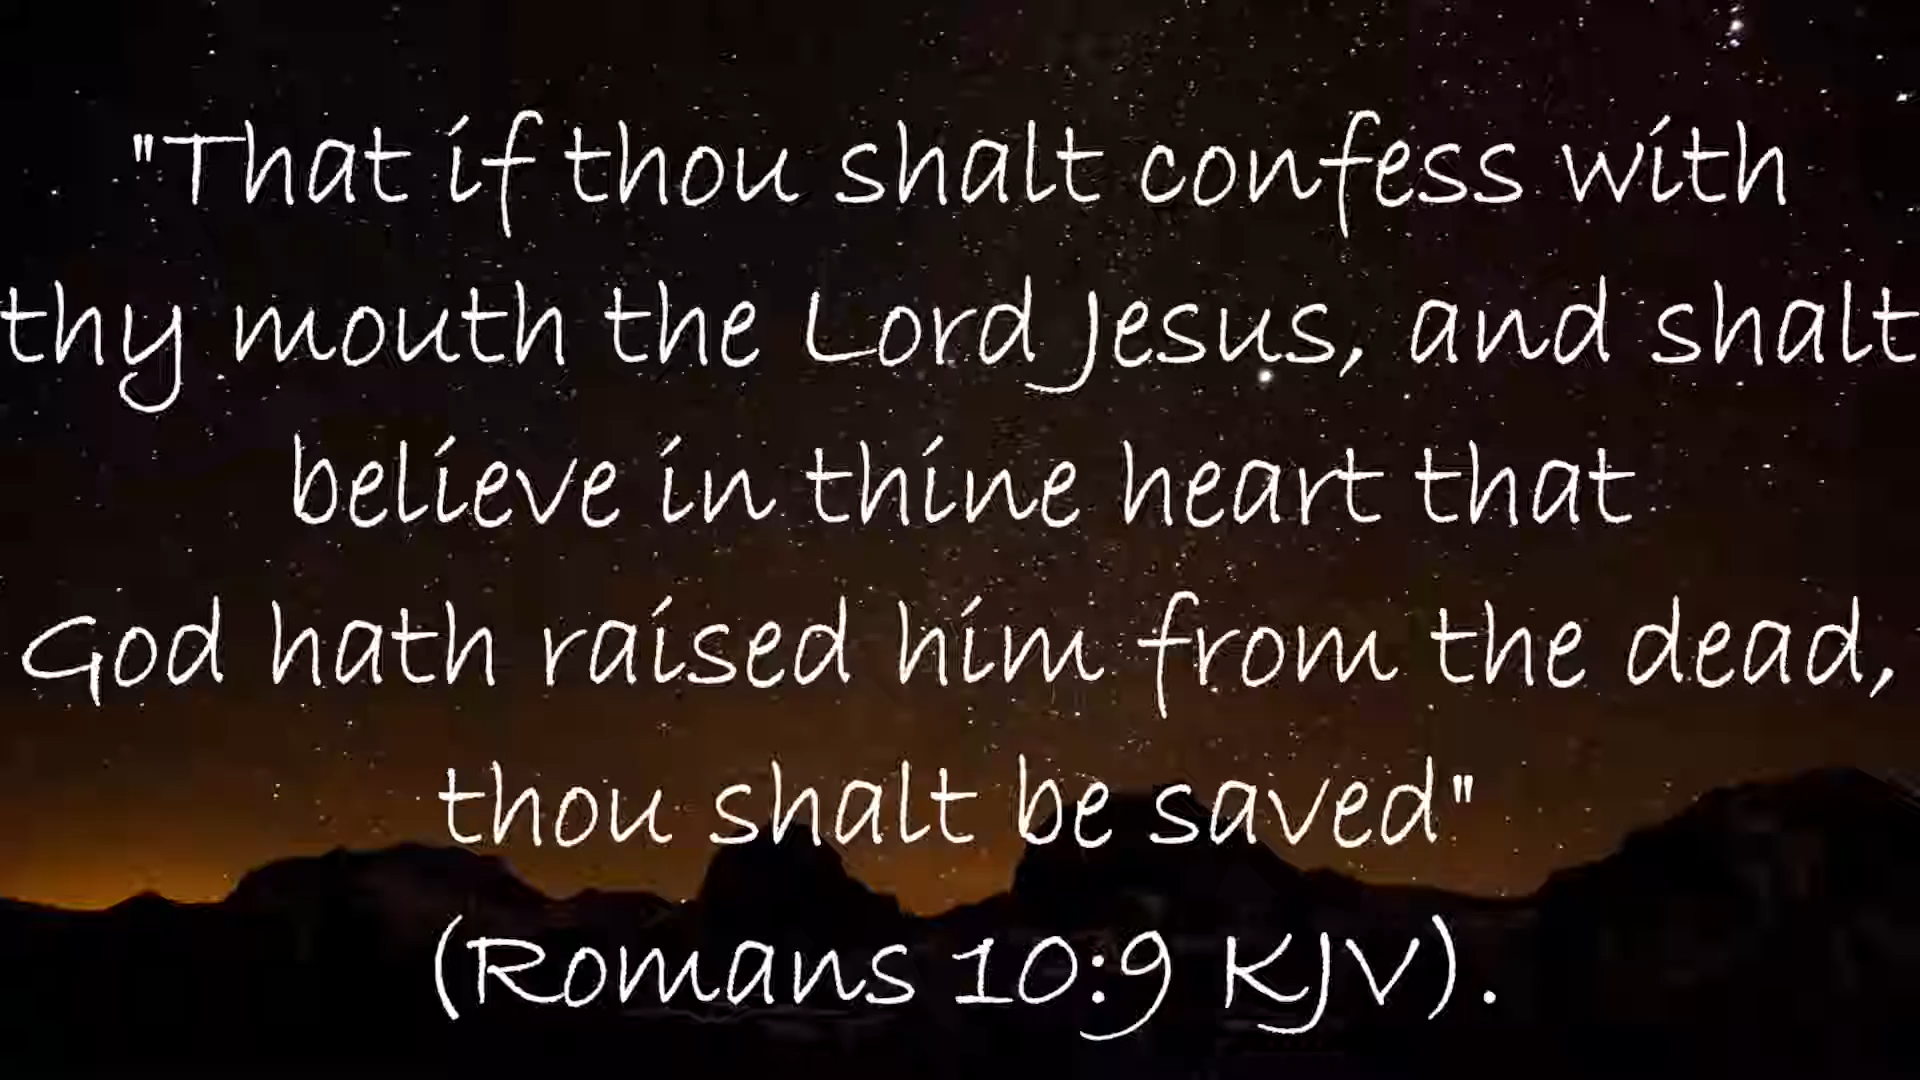 "That if thou shalt confess with
thy mouth the Lord Jesus, and shalt
believe in thine heart that
God hath raised him from the dead,
thou shalt be saved"
(Romans 10:9 KJV).